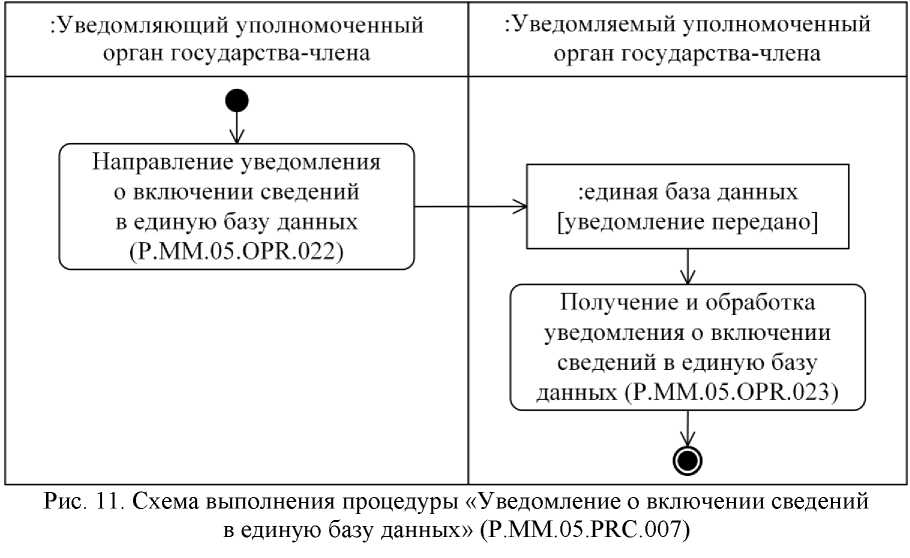 :Уведомляющий уполномоченный
орган государства-члена
:Уведомляемый уполномоченный
орган государства-члена
Направление уведомления
о включении сведений
в единую базу данных
(P.MM.05.OPR.022)
:единая база данных
[уведомление передано]
Получение и обработка
уведомления о включении
сведений в единую базу
данных (P.MM.05.OPR.023)
Рис. 11. Схема выполнения процедуры «Уведомление о включении сведений
в единую базу данных» (P.MM.05.PRC.007)